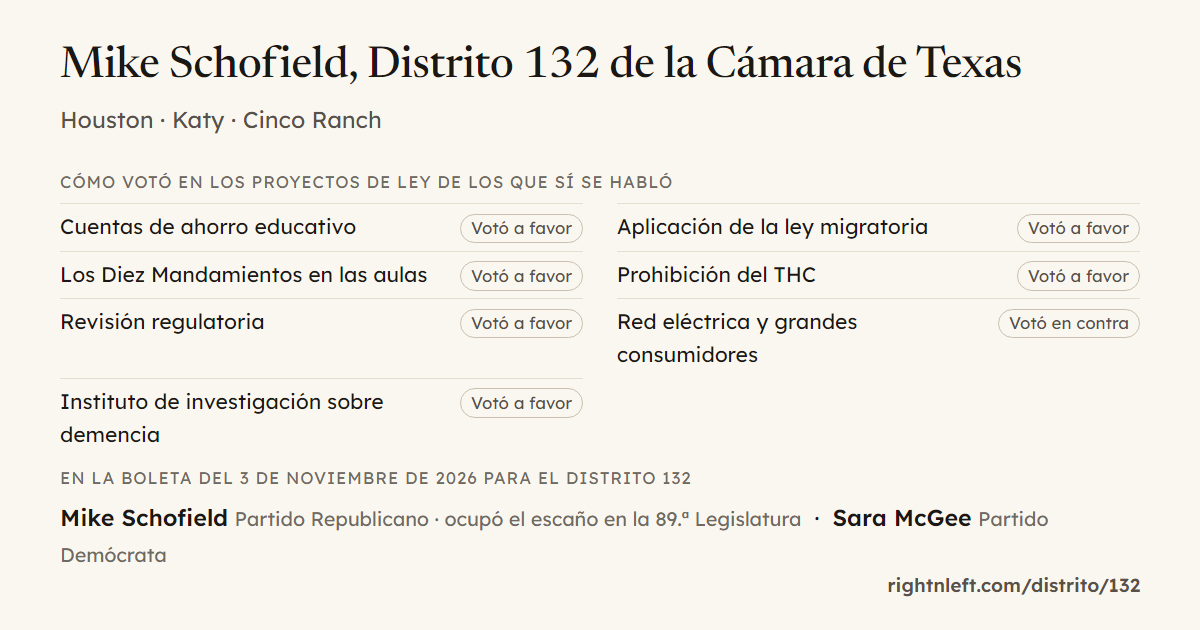 Mike Schofield, Distrito 132 de la Cámara de Texas
Houston · Katy · Cinco Ranch
CÓMO VOTÓ EN LOS PROYECTOS DE LEY DE LOS QUE SÍ SE HABLÓ
Cuentas de ahorro educativo Votó a favor
Aplicación de la ley migratoria Votó a favor
Los Diez Mandamientos en las aulas Votó a favor
Prohibición del THC Votó a favor
Revisión regulatoria Votó a favor
Red eléctrica y grandes Votó en contra
consumidores
Instituto de investigación sobre Votó a favor
demencia
EN LA BOLETA DEL 3 DE NOVIEMBRE DE 2026 PARA EL DISTRITO 132
Mike Schofield Partido Republicano · ocupó el escaño en la 89.ª Legislatura · Sara McGee Partido
Demócrata
rightnleft.com/distrito/132